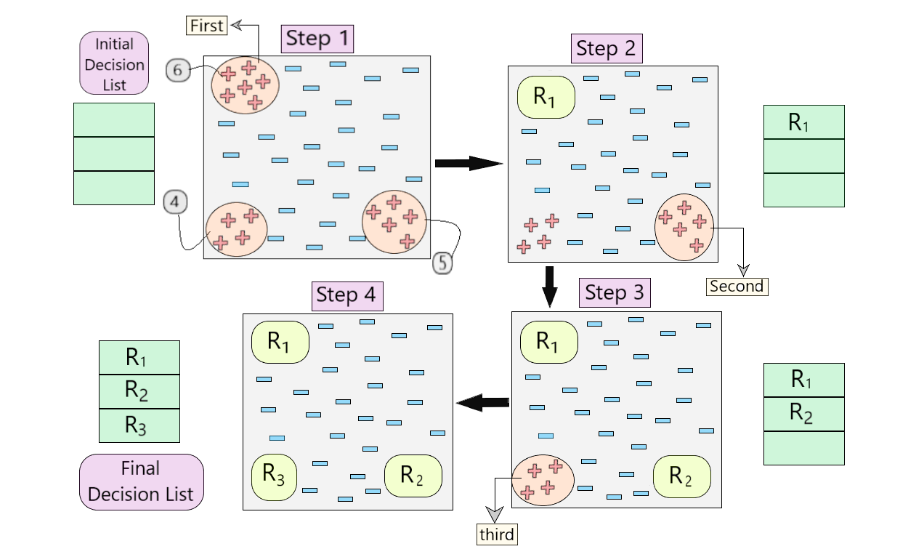 First
Step 1
Initial
Decision
List
6
4
5
Step 2
R₁
R₁
Second
Step 3
R₁
R₂
third
R₁
R₂
Step 4
R₁
R₃
R₂
R₁
R₂
R₃
Final
Decision List